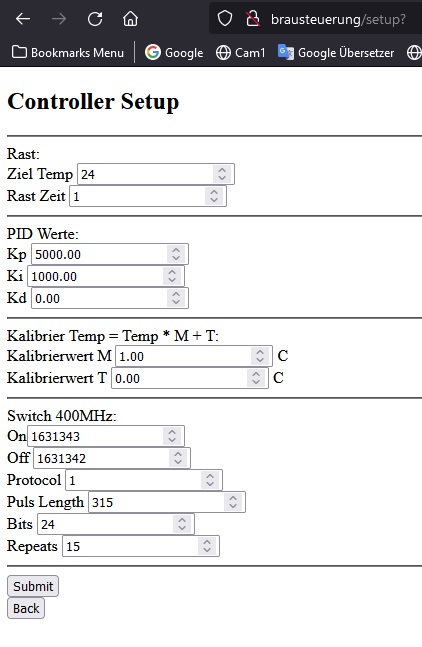 brausteuerung/setup?
Bookmarks Menu Google Cam1 Google Übersetzer
Controller Setup
Rast:
Ziel Temp 24
Rast Zeit 1
PID Werte:
Kp 5000.00
Ki 1000.00
Kd 0.00
Kalibrier Temp = Temp * M + T:
Kalibrierwert M 1.00 C
Kalibrierwert T 0.00 C
Switch 400MHz:
On 1631343
Off 1631342
Protocol 1
Puls Length 315
Bits 24
Repeats 15
Submit
Back